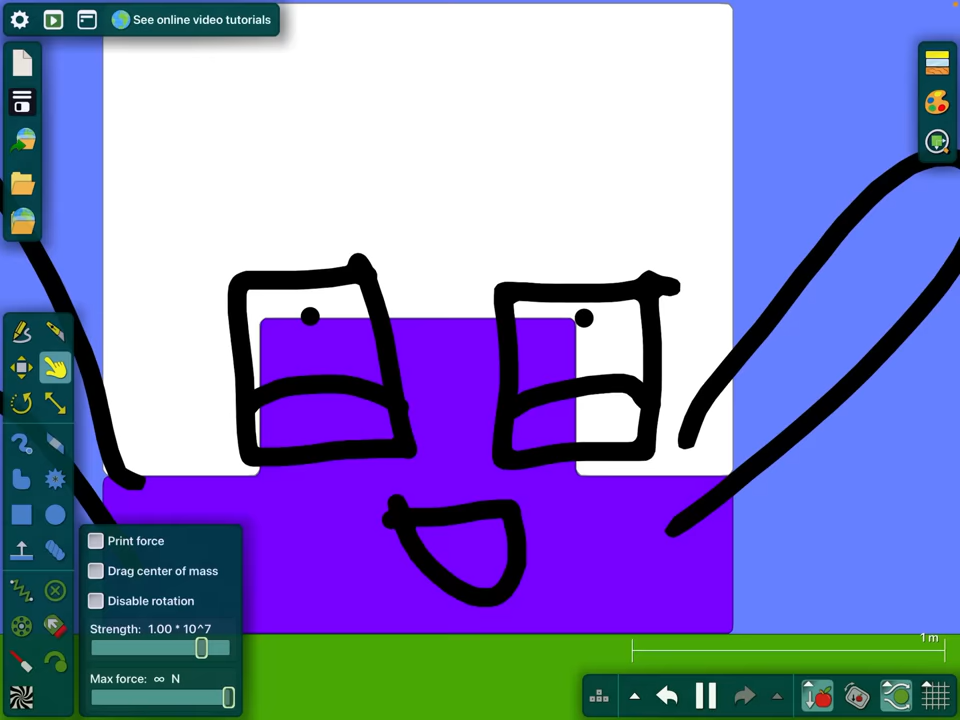 See online video tutorials
Print force
Drag center of mass
Disable rotation
Strength: 1.00 * 10^7
Max force: ∞ N
1 m